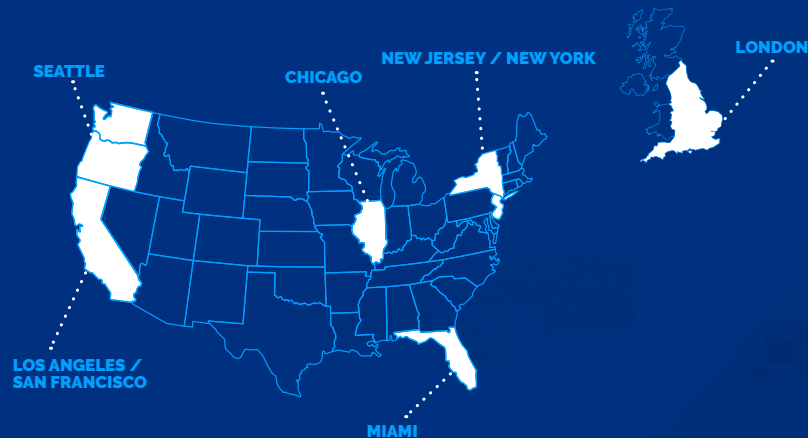 SEATTLE
CHICAGO
NEW JERSEY / NEW YORK
LONDON
LOS ANGELES /
SAN FRANCISCO
MIAMI